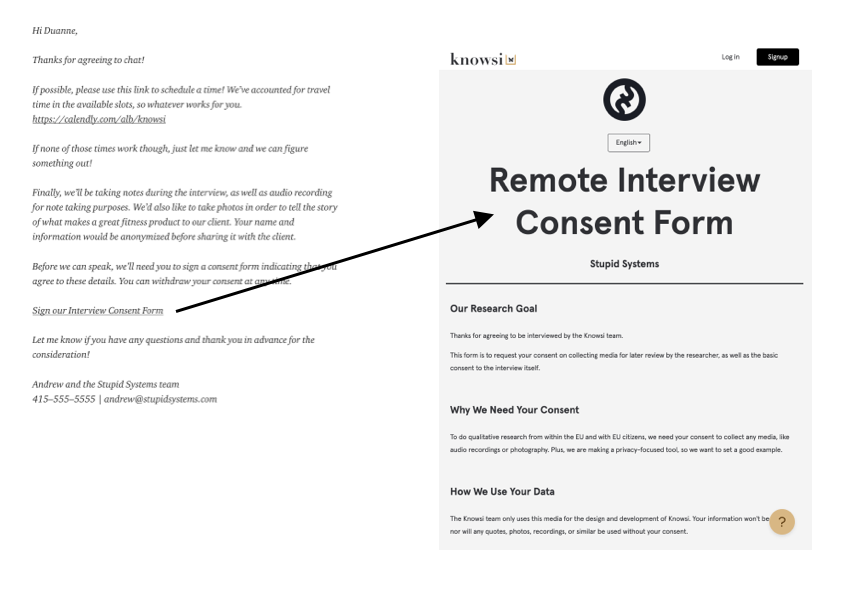 Hi Duanne,
Thanks for agreeing to chat!
If possible, please use this link to schedule a time! We've accounted for travel
time in the available slots, so whatever works for you.
https://calendly.com/alb/knowsi
If none of those times work though, just let me know and we can figure
something out!
Finally, we'll be taking notes during the interview, as well as audio recording
for note taking purposes. We'd also like to take photos in order to tell the story
of what makes a great fitness product to our client. Your name and
information would be anonymized before sharing it with the client.
Before we can speak, we'll need you to sign a consent form indicating that you
agree to these details. You can withdraw your consent at any time.
Sign our Interview Consent Form
Let me know if you have any questions and thank you in advance for the
consideration!
Andrew and the Stupid Systems team
415–555–5555 | andrew@stupidsystems.com
knowsi
Log in
Signup
English
Remote Interview
Consent Form
Stupid Systems
Our Research Goal
Thanks for agreeing to be interviewed by the Knowsi team.
This form is to request your consent on collecting media for later review by the researcher, as well as the basic
consent to the interview itself.
Why We Need Your Consent
To do qualitative research from within the EU and with EU citizens, we need your consent to collect any media, like
audio recordings or photography. Plus, we are making a privacy-focused tool, so we want to set a good example.
How We Use Your Data
The Knowsi team only uses this media for the design and development of Knowsi. Your information won't be
nor will any quotes, photos, recordings, or similar be used without your consent.
?